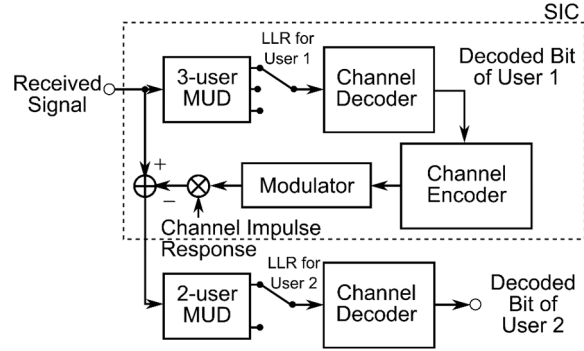 SIC
LLR for
User 1
Decoded Bit
of User 1
3-user
MUD
Channel
Decoder
Received
Signal
+
−
Modulator
Channel
Encoder
Channel Impulse
Response
LLR for
User 2
2-user
MUD
Channel
Decoder
Decoded
Bit of
User 2